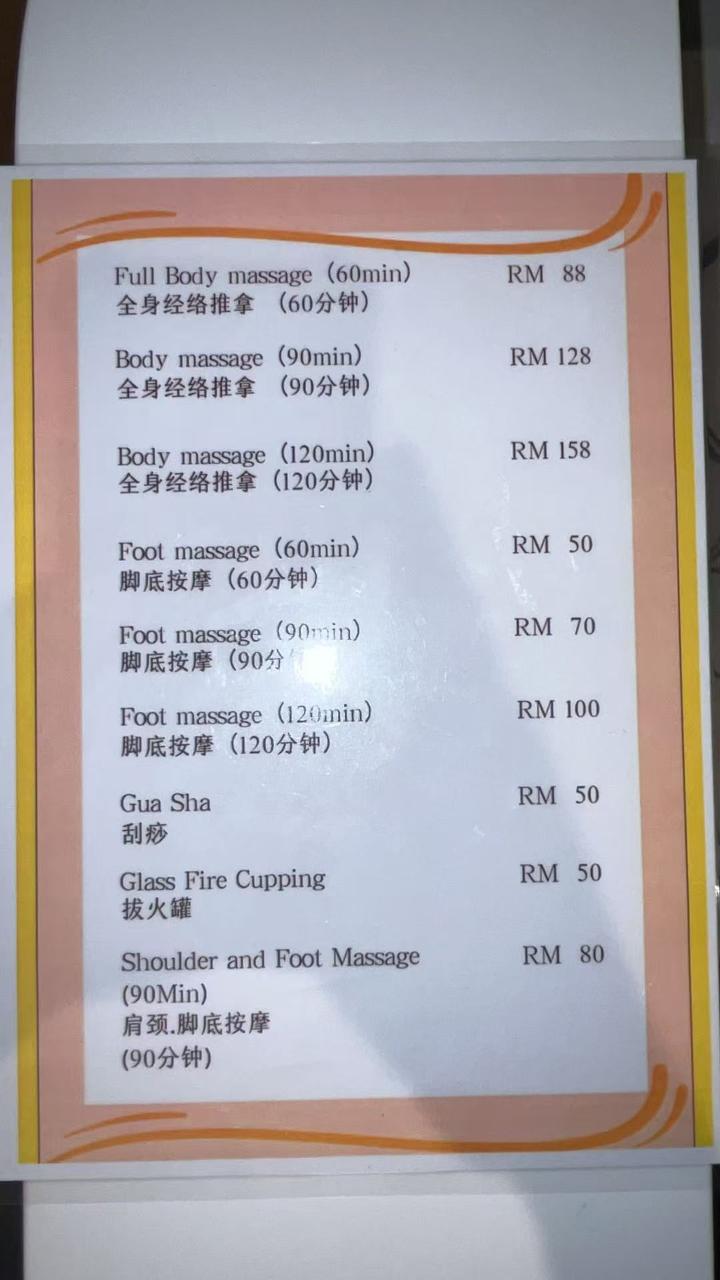 Full Body massage（60min） RM 88
全身经络推拿 （60分钟）
Body massage（90min） RM 128
全身经络推拿 （90分钟）
Body massage（120min） RM 158
全身经络推拿（120分钟）
Foot massage（60min） RM 50
脚底按摩（60分钟）
Foot massage（90min） RM 70
脚底按摩（90分
Foot massage（120min） RM 100
脚底按摩（120分钟）
Gua Sha RM 50
刮痧
Glass Fire Cupping RM 50
拔火罐
Shoulder and Foot Massage RM 80
(90Min)
肩颈.脚底按摩
(90分钟)